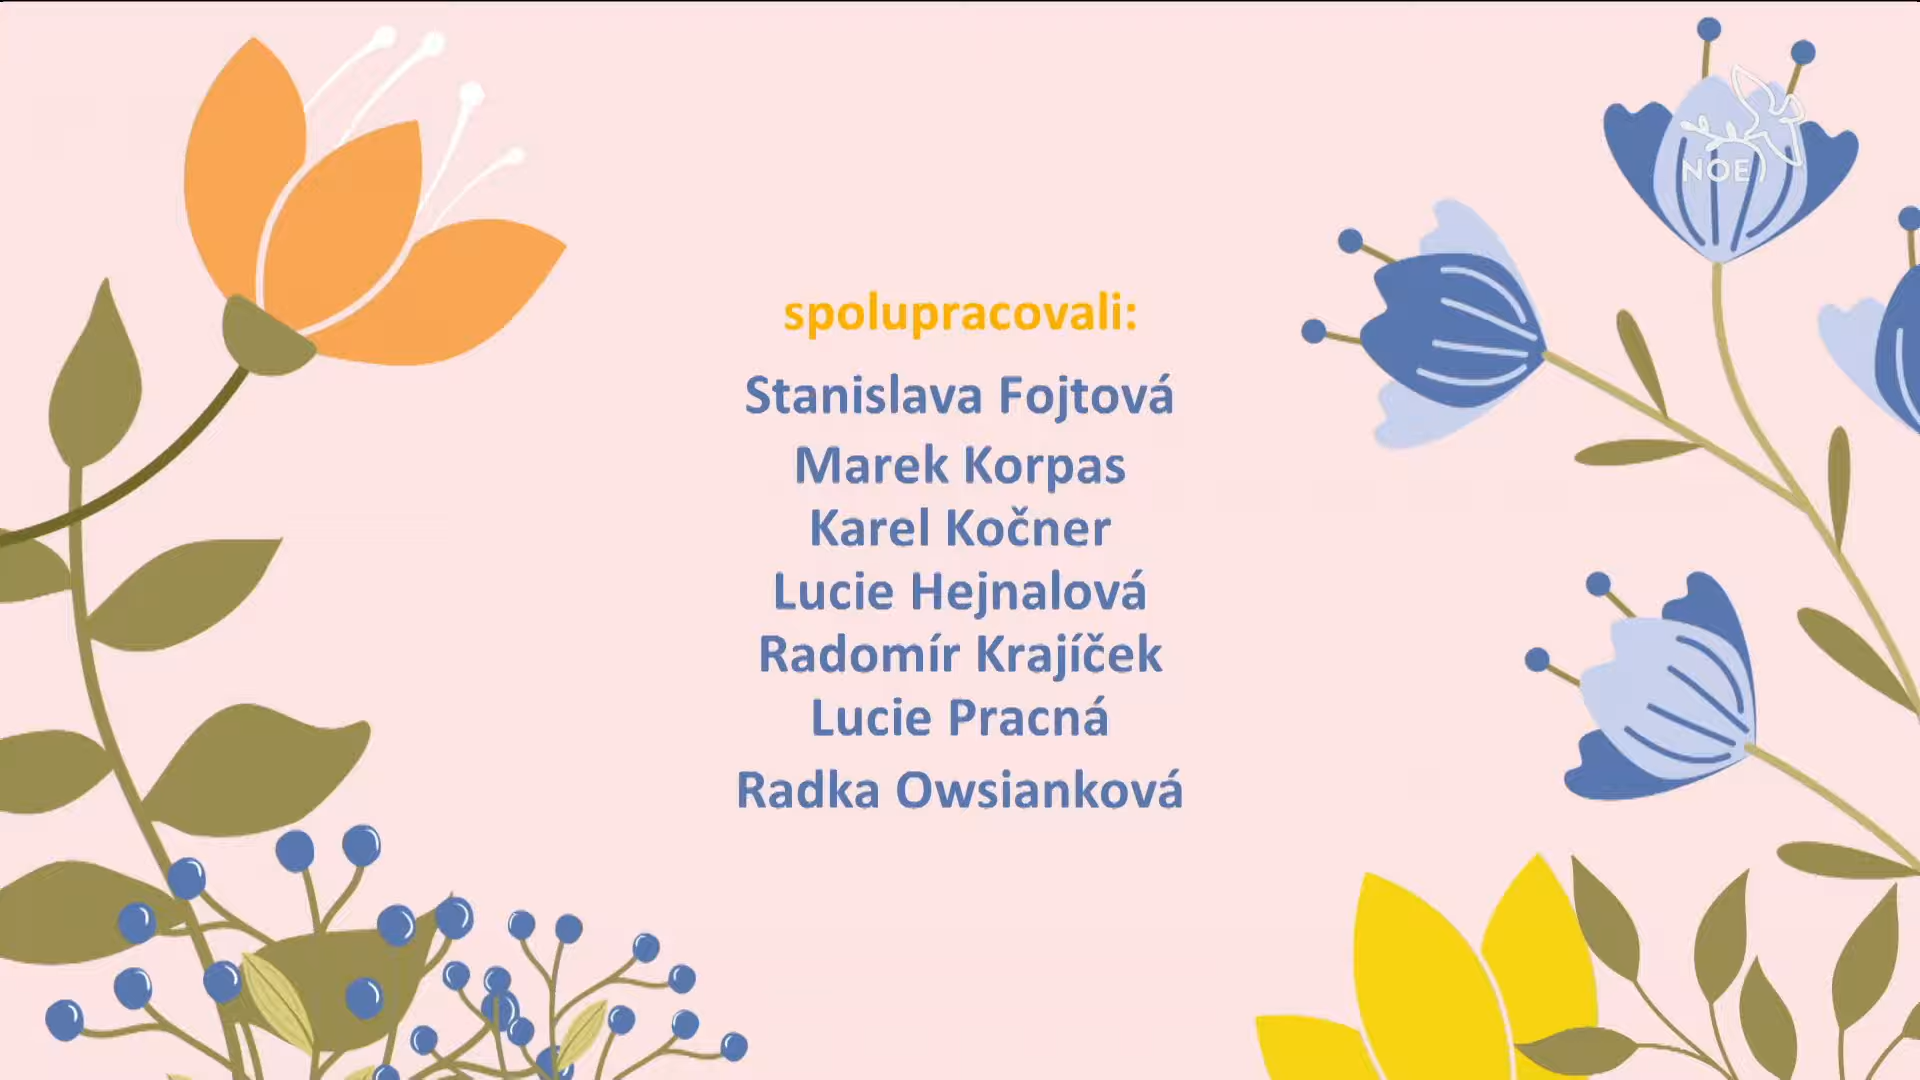 NOE
spolupracovali:
Stanislava Fojtová
Marek Korpas
Karel Kočner
Lucie Hejnalová
Radomír Krajíček
Lucie Pracná
Radka Owsianková